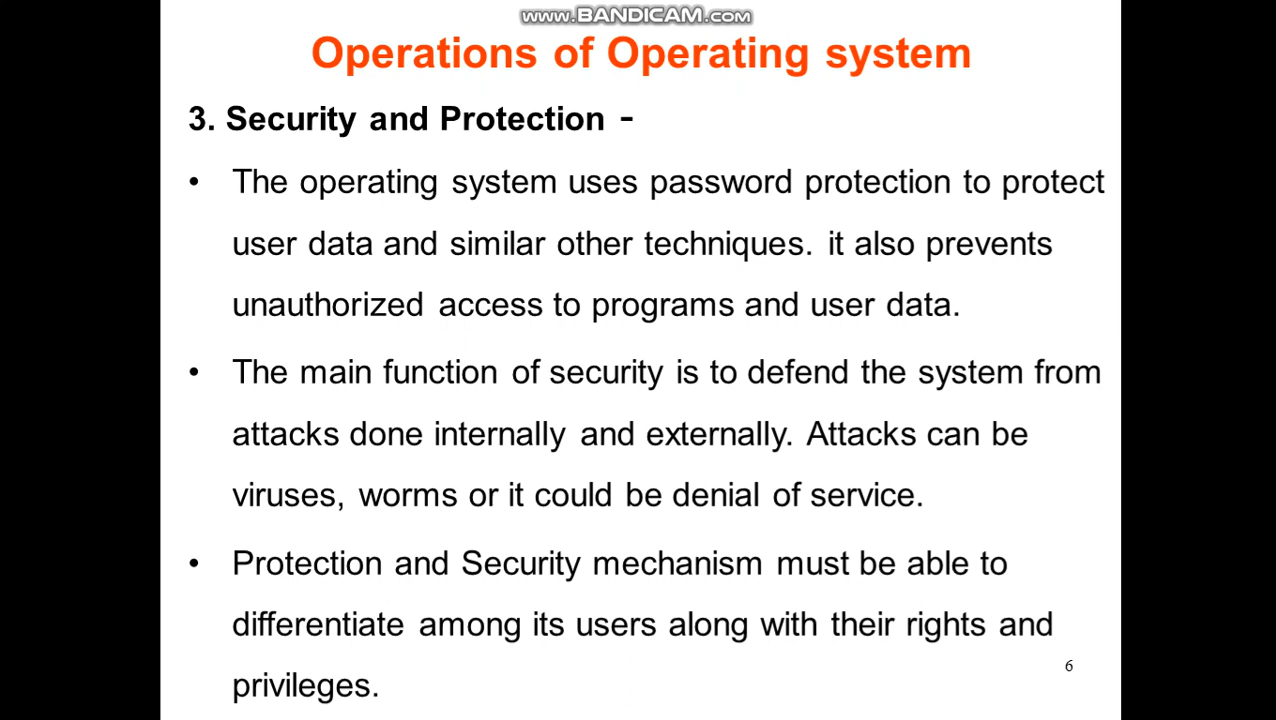 www.BANDICAM.com
Operations of Operating system
3. Security and Protection -
• The operating system uses password protection to protect
user data and similar other techniques. it also prevents
unauthorized access to programs and user data.
• The main function of security is to defend the system from
attacks done internally and externally. Attacks can be
viruses, worms or it could be denial of service.
• Protection and Security mechanism must be able to
differentiate among its users along with their rights and
6
privileges.